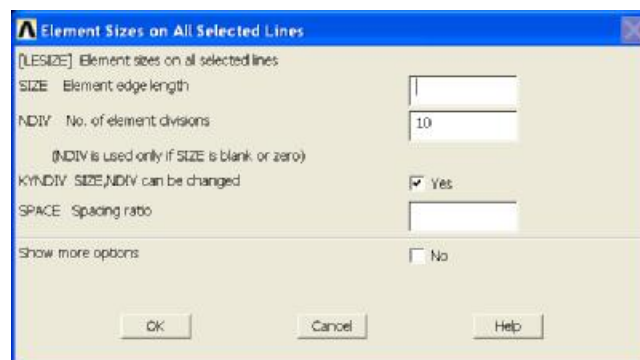 Element Sizes on All Selected Lines
[LESIZE] Element sizes on all selected lines
SIZE Element edge length
NDIV No. of element divisions
10
(NDIV is used only if SIZE is blank or zero)
KYNDIV SIZE,NDIV can be changed
Yes
SPACE Spacing ratio
Show more options
No
OK
Cancel
Help